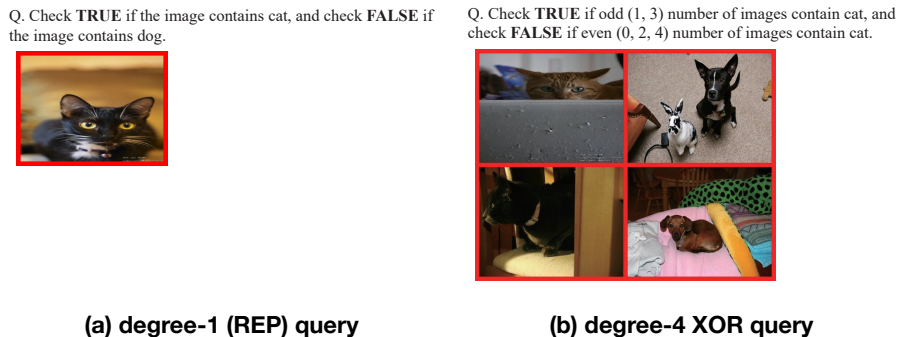 Q. Check TRUE if the image contains cat, and check FALSE if
the image contains dog.
Q. Check TRUE if odd (1, 3) number of images contain cat, and
check FALSE if even (0, 2, 4) number of images contain cat.
(a) degree-1 (REP) query
(b) degree-4 XOR query